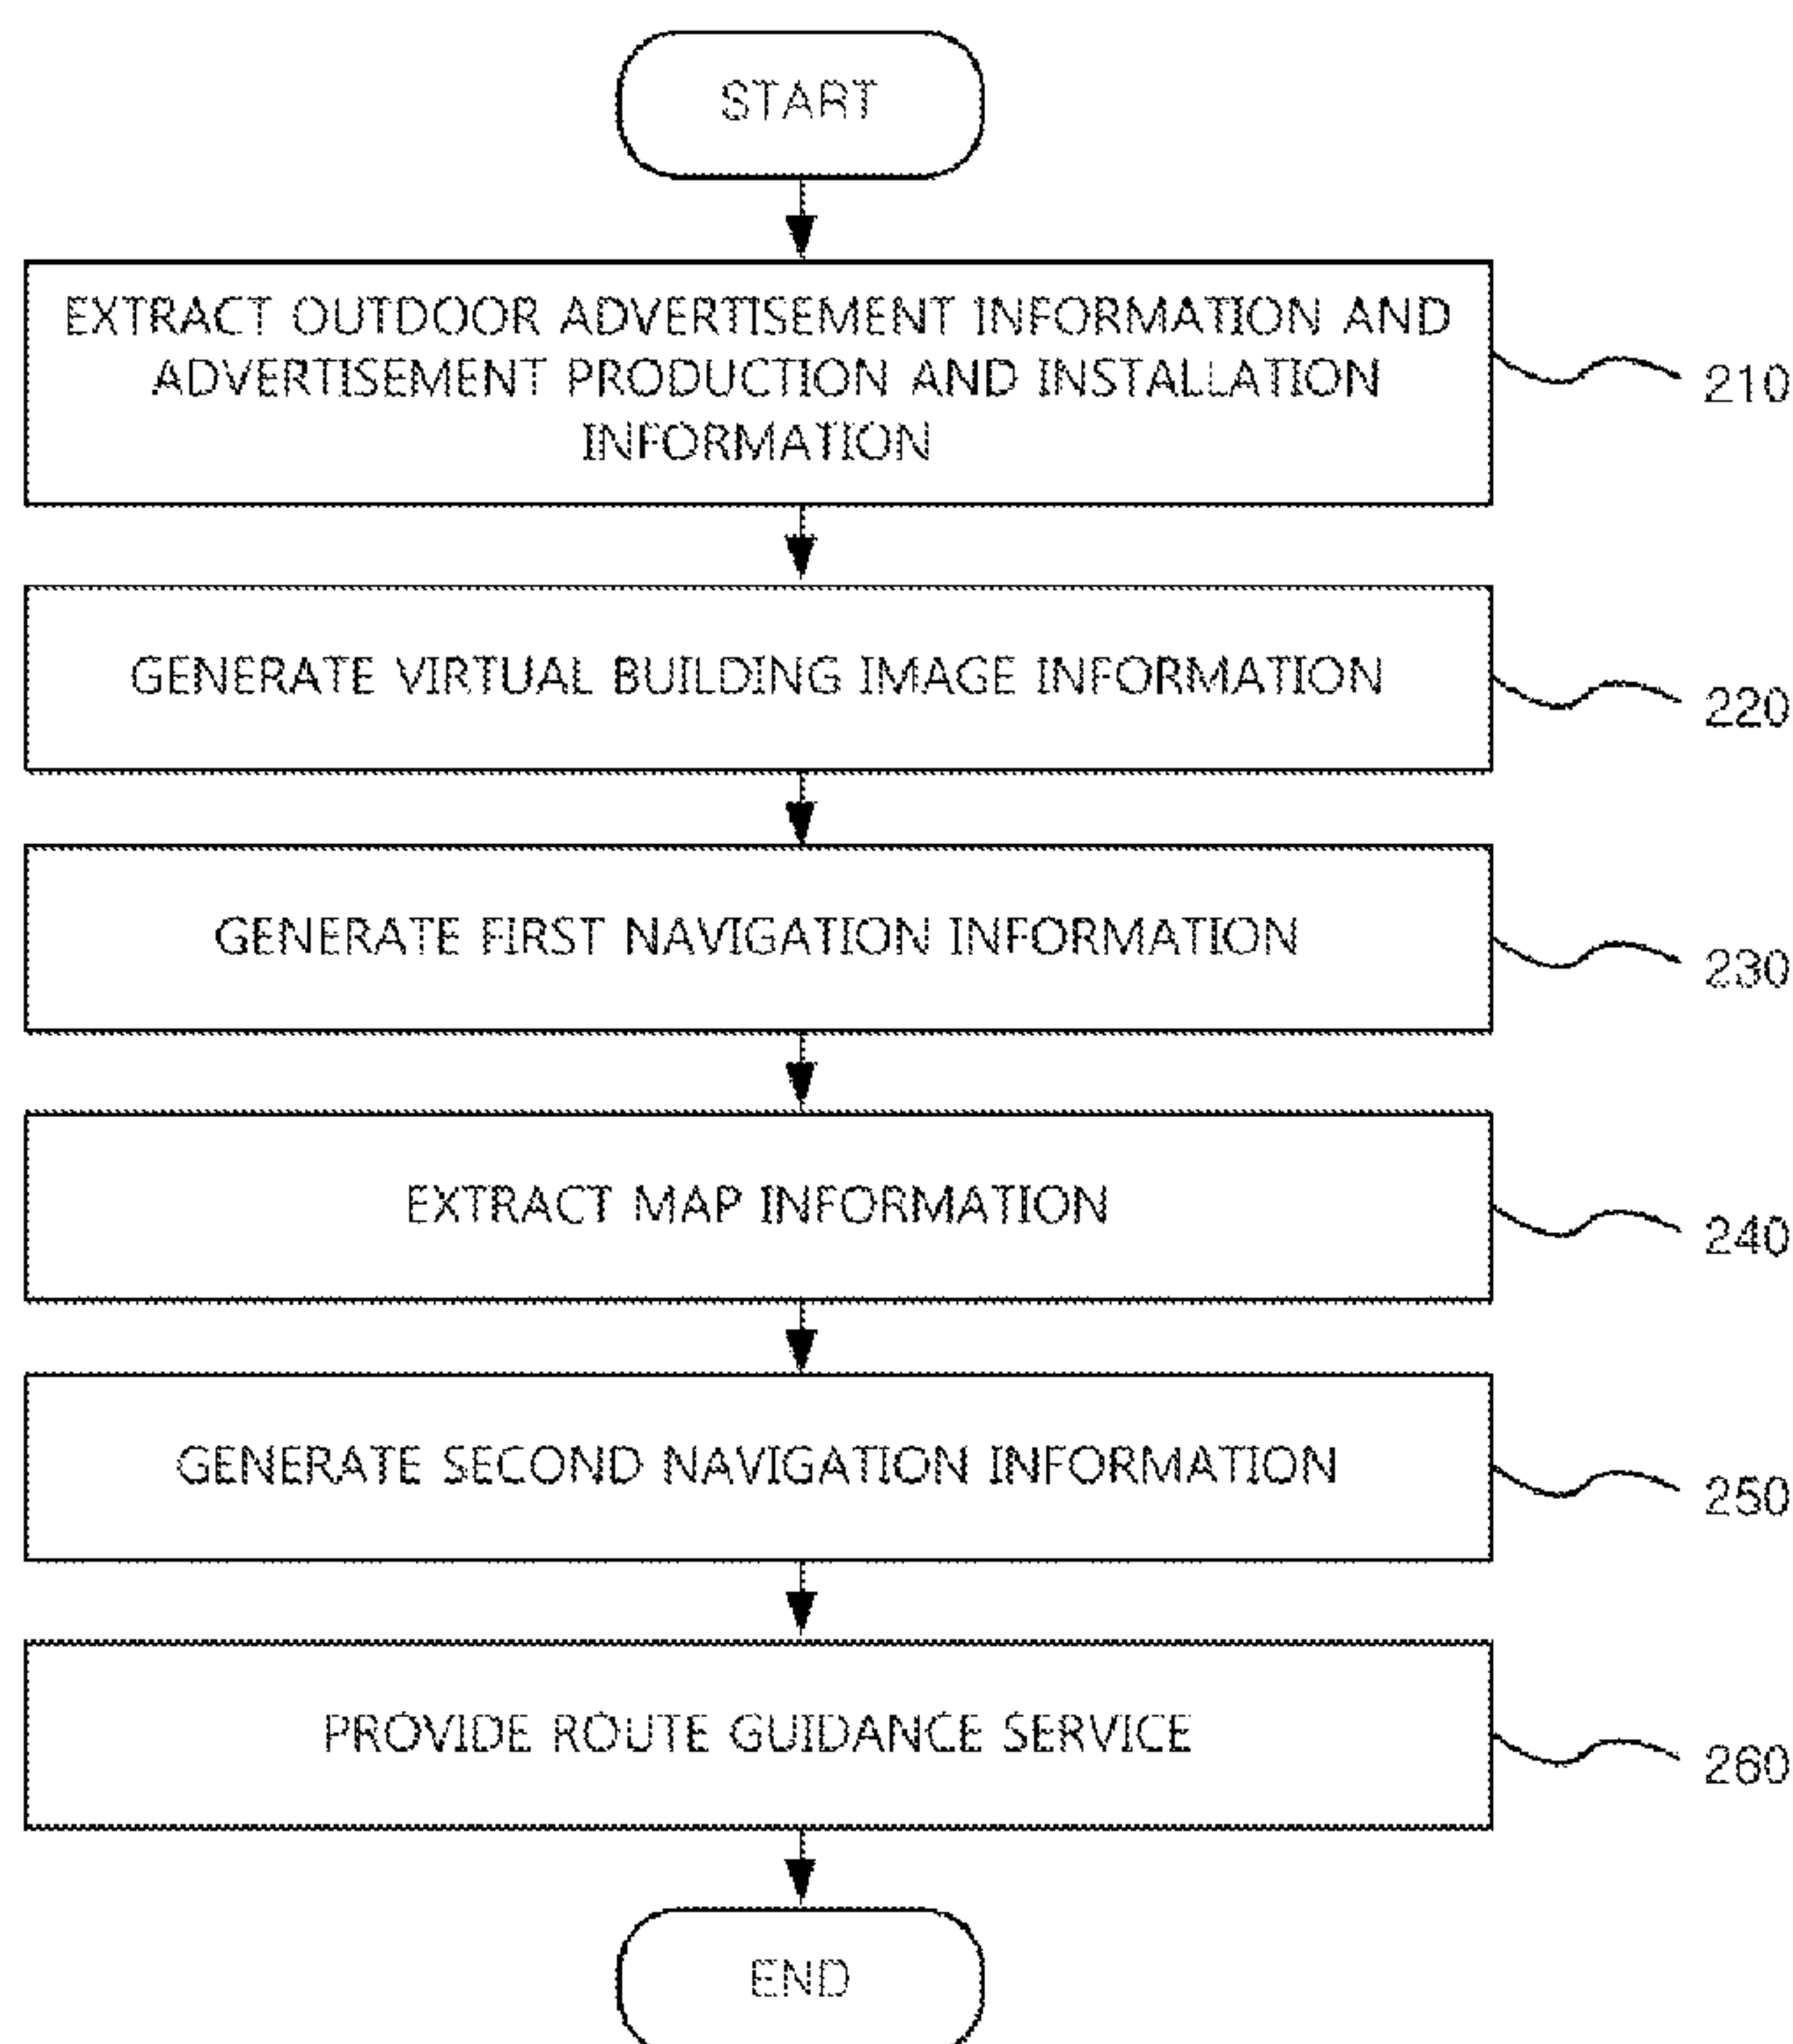 START
EXTRACT OUTDOOR ADVERTISEMENT INFORMATION AND
ADVERTISEMENT PRODUCTION AND INSTALLATION
INFORMATION
210
GENERATE VIRTUAL BUILDING IMAGE INFORMATION
220
GENERATE FIRST NAVIGATION INFORMATION
230
EXTRACT MAP INFORMATION
240
GENERATE SECOND NAVIGATION INFORMATION
250
PROVIDE ROUTE GUIDANCE SERVICE
260
END